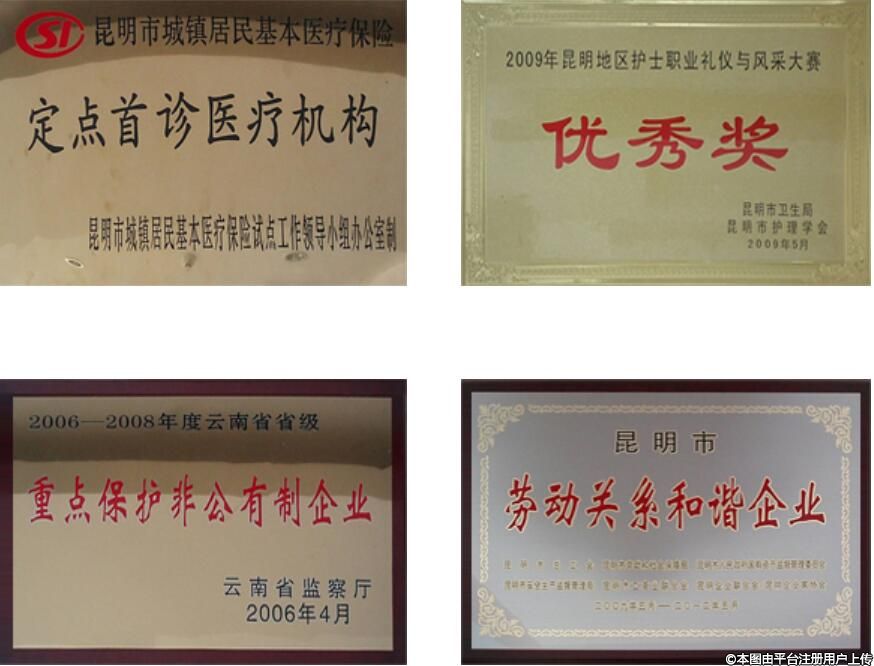 SI 昆明市城镇居民基本医疗保险
定点首诊医疗机构
昆明市城镇居民基本医疗保险试点工作领导小组办公室制
2009年昆明地区护士职业礼仪与风采大赛
优秀奖
昆明市卫生局
昆明市护理学会
2009年5月
2006—2008年度云南省省级
重点保护非公有制企业
云南省监察厅
2006年4月
昆明市
劳动关系和谐企业
©本图由平台注册用户上传